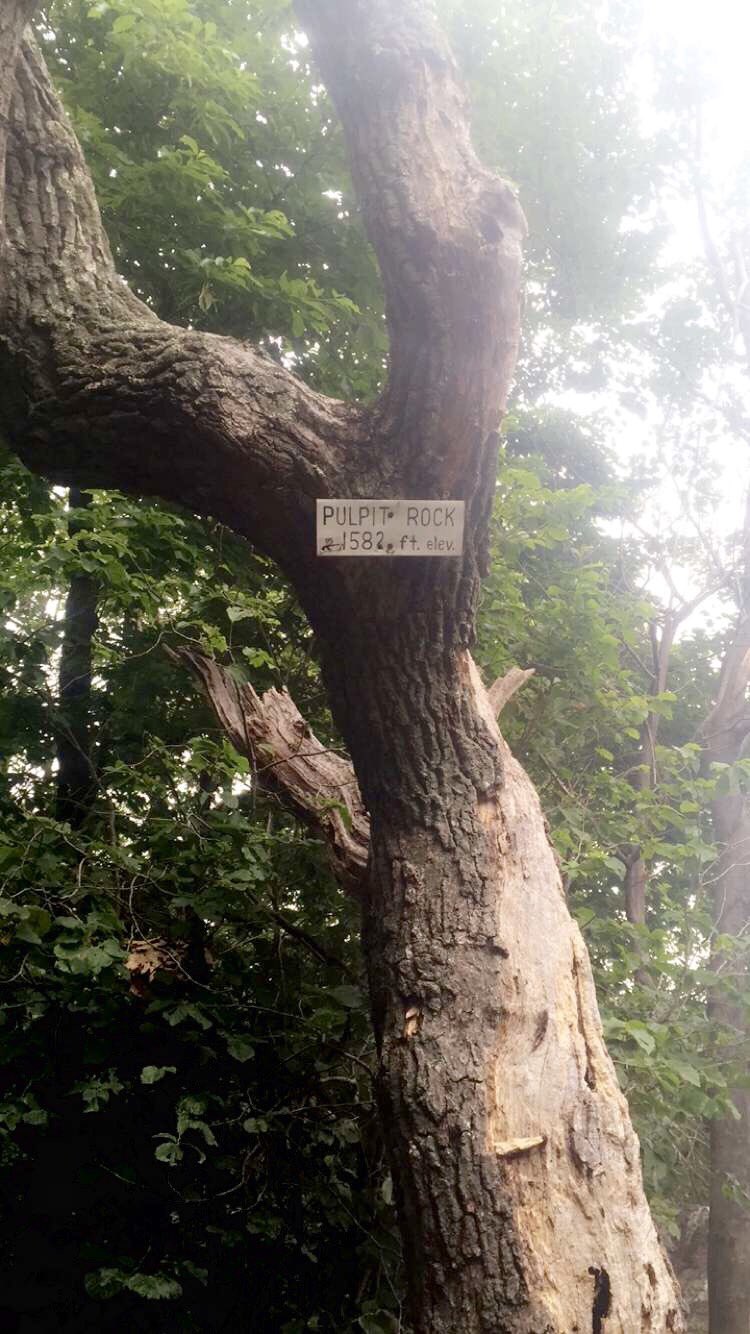 PULPIT ROCK
1582 ft. elev.